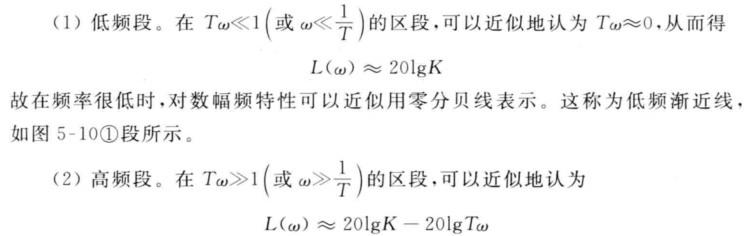 (1) 低频段。在 Tω≪1(或 ω≪1/T)的区段,可以近似地认为 Tω≈0,从而得
L(ω) ≈ 20lgK
故在频率很低时,对数幅频特性可以近似用零分贝线表示。这称为低频渐近线,
如图 5-10①段所示。
(2) 高频段。在 Tω≫1(或 ω≫1/T)的区段,可以近似地认为
L(ω) ≈ 20lgK − 20lgTω